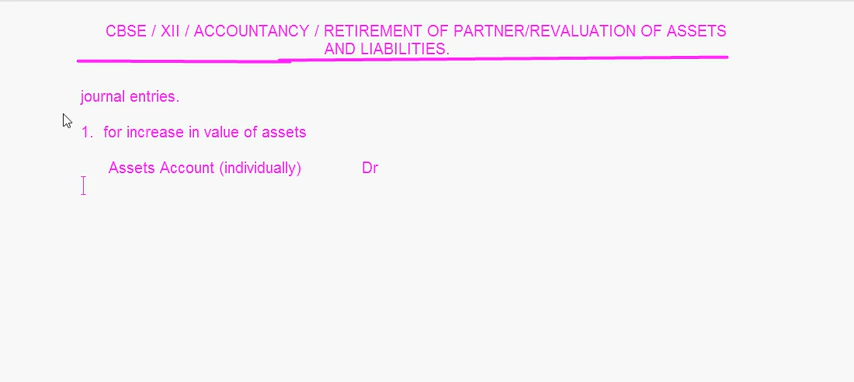 CBSE / XII / ACCOUNTANCY / RETIREMENT OF PARTNER/REVALUATION OF ASSETS
AND LIABILITIES.
journal entries.
1. for increase in value of assets
Assets Account (individually) Dr